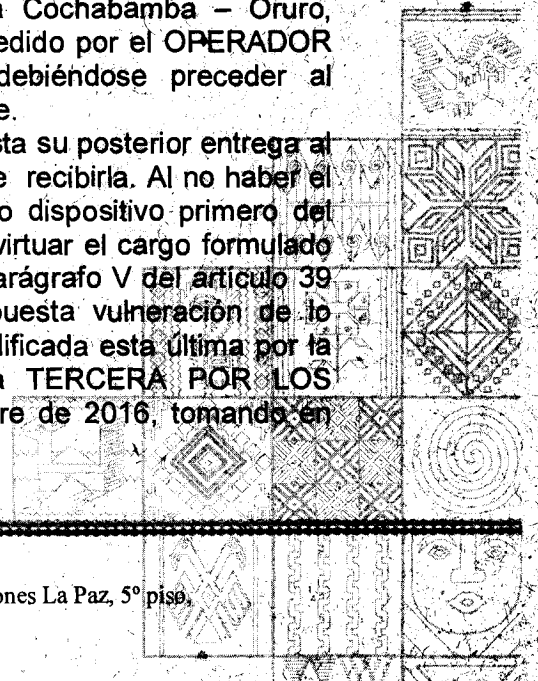 a Cochabamba – Oruro,
edido por el OPERADOR
debiéndose preceder al
e.
sta su posterior entrega al
e recibirla. Al no haber el
o dispositivo primero del
virtuar el cargo formulado
arágrafo V del artículo 39
puesta vulneración de lo
lificada esta última por la
a TERCERA POR LOS
re de 2016, tomando en
ones La Paz, 5º piso,